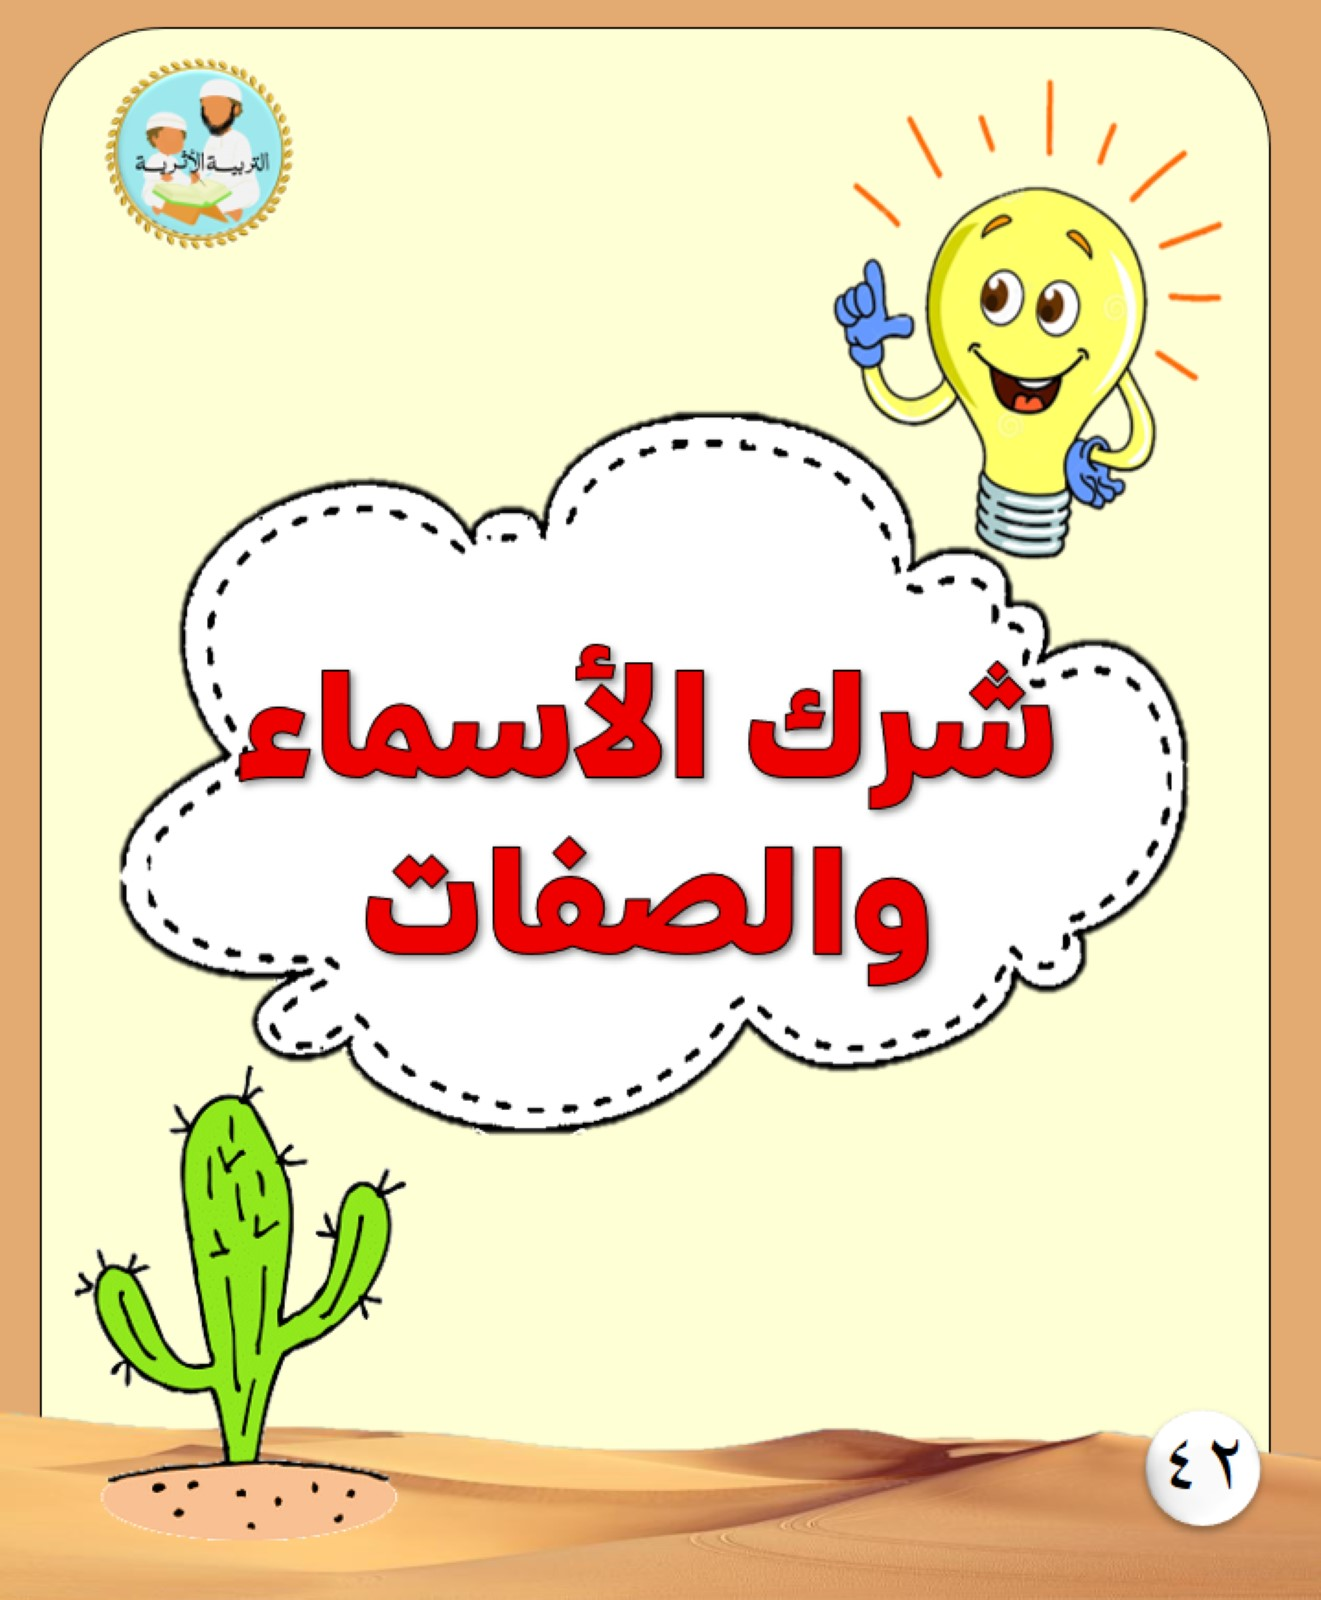 التربية الأثرية
شرك الأسماء
والصفات
٤٢